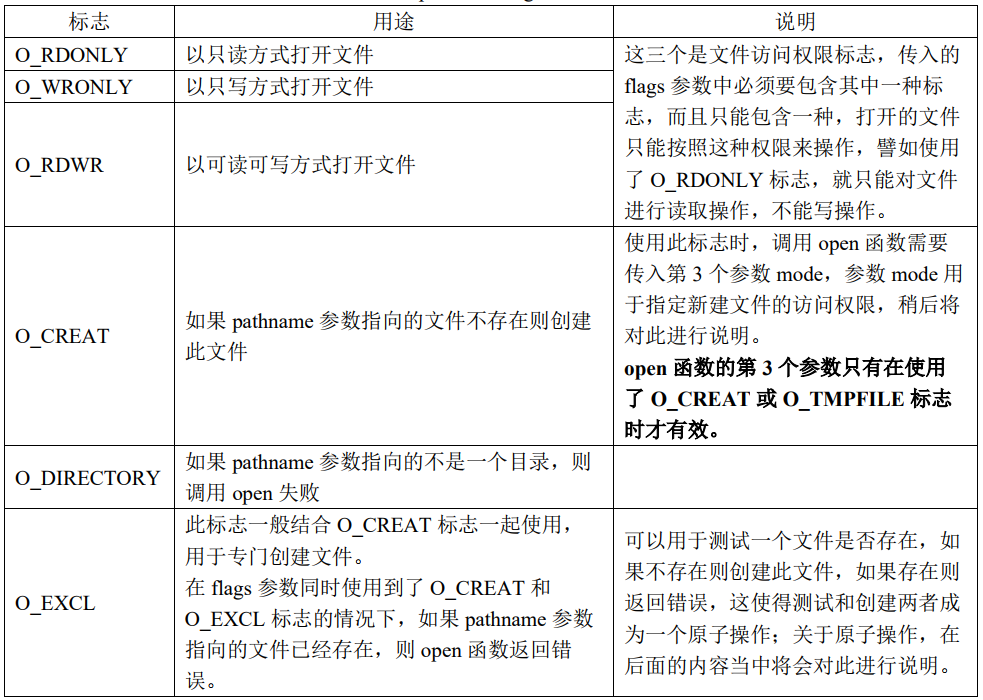 标志 用途 说明
O_RDONLY 以只读方式打开文件
O_WRONLY 以只写方式打开文件
O_RDWR 以可读可写方式打开文件
这三个是文件访问权限标志，传入的
flags 参数中必须要包含其中一种标
志，而且只能包含一种，打开的文件
只能按照这种权限来操作，譬如使用
了 O_RDONLY 标志，就只能对文件
进行读取操作，不能写操作。
O_CREAT
如果 pathname 参数指向的文件不存在则创建
此文件
使用此标志时，调用 open 函数需要
传入第 3 个参数 mode，参数 mode 用
于指定新建文件的访问权限，稍后将
对此进行说明。
open 函数的第 3 个参数只有在使用
了 O_CREAT 或 O_TMPFILE 标志
时才有效。
O_DIRECTORY
如果 pathname 参数指向的不是一个目录，则
调用 open 失败
O_EXCL
此标志一般结合 O_CREAT 标志一起使用，
用于专门创建文件。
在 flags 参数同时使用到了 O_CREAT 和
O_EXCL 标志的情况下，如果 pathname 参数
指向的文件已经存在，则 open 函数返回错
误。
可以用于测试一个文件是否存在，如
果不存在则创建此文件，如果存在则
返回错误，这使得测试和创建两者成
为一个原子操作；关于原子操作，在
后面的内容当中将会对此进行说明。